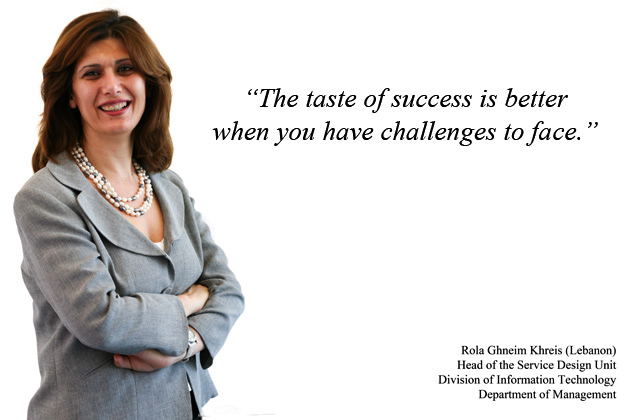 “The taste of success is better
when you have challenges to face.”
Rola Ghneim Khreis (Lebanon)
Head of the Service Design Unit
Division of Information Technology
Department of Management